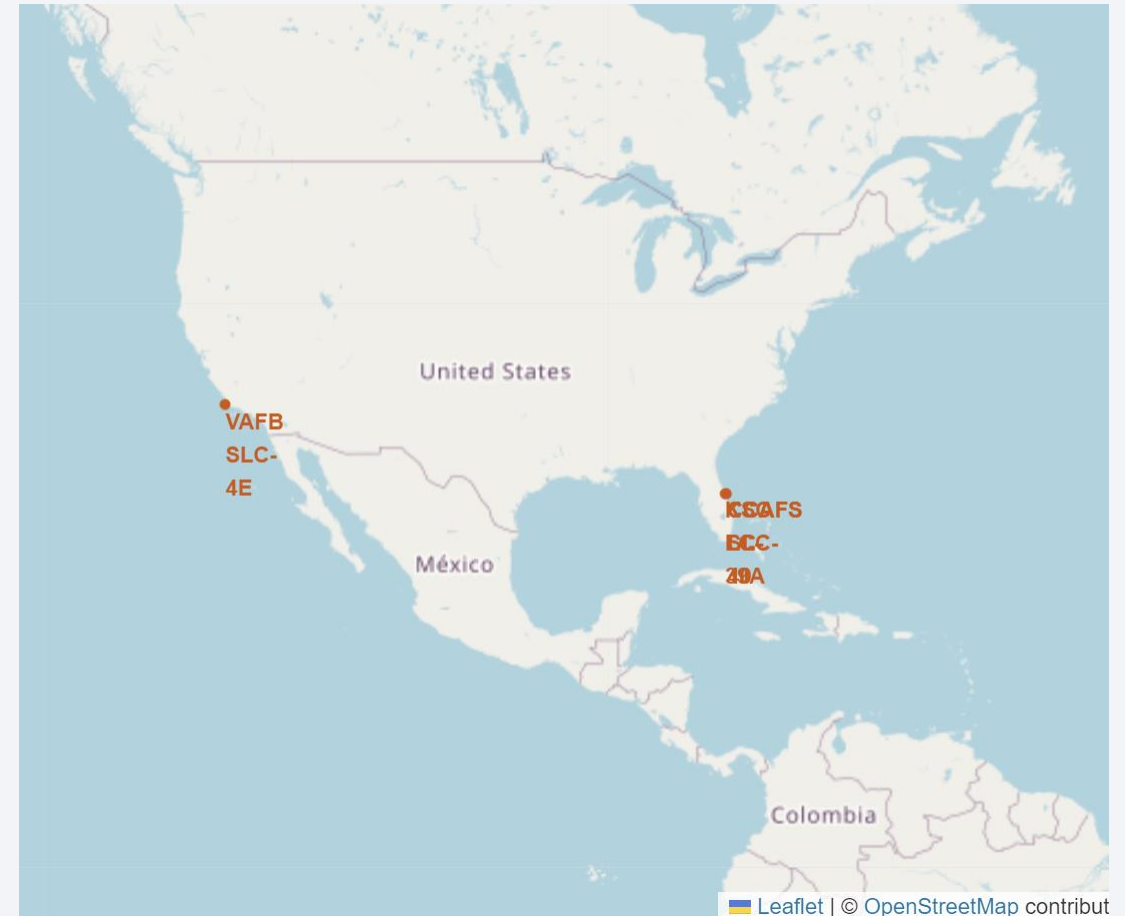 United States
VAFB
SLC-
4E
México
Colombia
Leaflet | © OpenStreetMap contribut